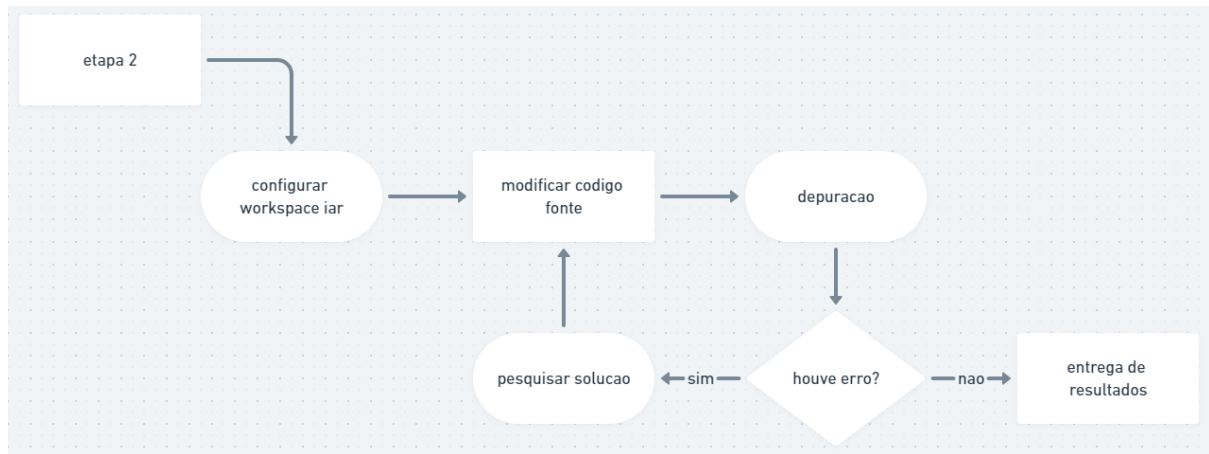 etapa 2
configurar
workspace iar
modificar codigo
fonte
depuracao
pesquisar solucao
sim
houve erro?
nao
entrega de
resultados